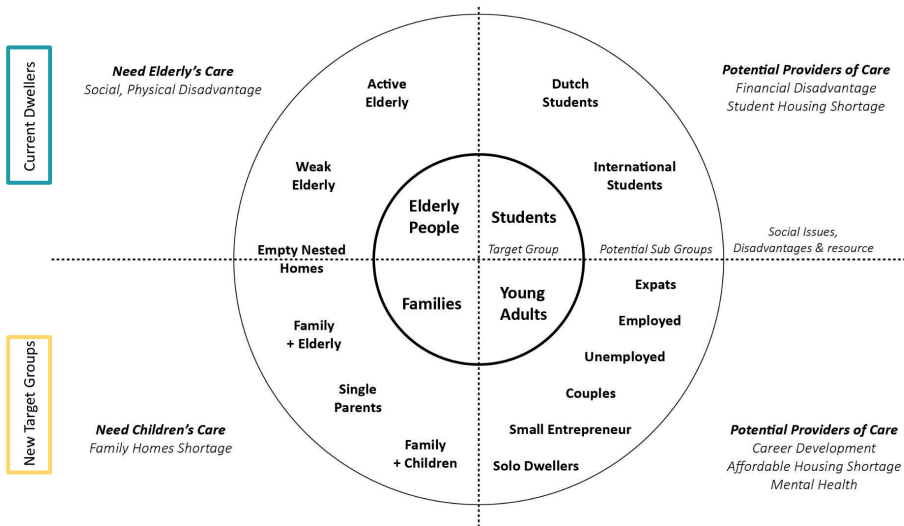 Current Dwellers
Need Elderly's Care
Social, Physical Disadvantage
Active
Elderly
Weak
Elderly
Dutch
Students
International
Students
Potential Providers of Care
Financial Disadvantage
Student Housing Shortage
Elderly
People
Students
Target Group
Potential Sub Groups
Social Issues,
Disadvantages & resource
Empty Nested
Homes
Families
Young
Adults
New Target Groups
Family
+ Elderly
Single
Parents
Family
+ Children
Need Children's Care
Family Homes Shortage
Expats
Employed
Unemployed
Couples
Small Entrepreneur
Solo Dwellers
Potential Providers of Care
Career Development
Affordable Housing Shortage
Mental Health